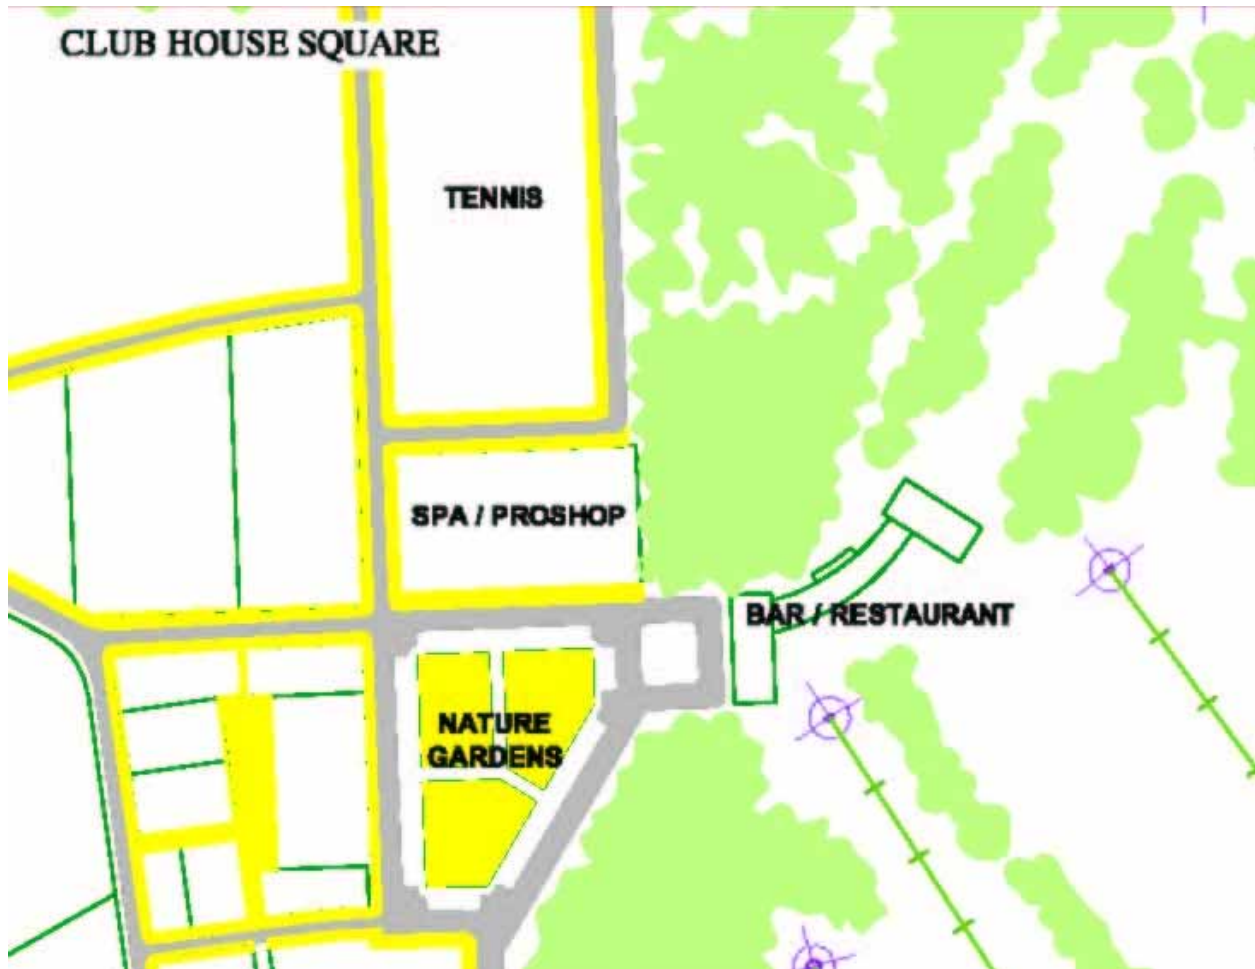 CLUB HOUSE SQUARE
TENNIS
SPA / PROSHOP
BAR / RESTAURANT
NATURE
GARDENS